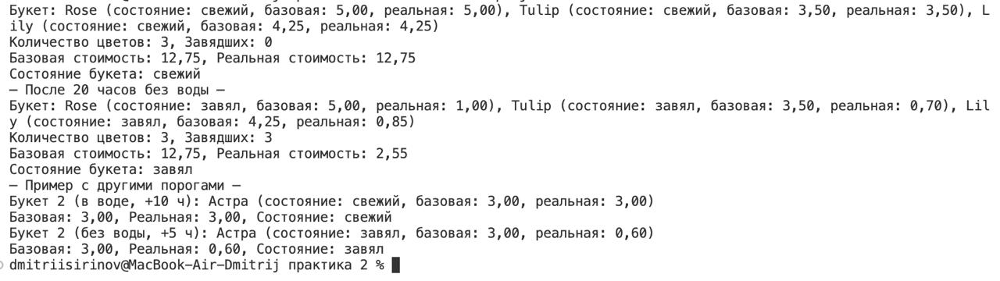 Букет: Rose (состояние: свежий, базовая: 5,00, реальная: 5,00), Tulip (состояние: свежий, базовая: 3,50, реальная: 3,50), L
ily (состояние: свежий, базовая: 4,25, реальная: 4,25)
Количество цветов: 3, Завядших: 0
Базовая стоимость: 12,75, Реальная стоимость: 12,75
Состояние букета: свежий
— После 20 часов без воды —
Букет: Rose (состояние: завял, базовая: 5,00, реальная: 1,00), Tulip (состояние: завял, базовая: 3,50, реальная: 0,70), Lil
y (состояние: завял, базовая: 4,25, реальная: 0,85)
Количество цветов: 3, Завядших: 3
Базовая стоимость: 12,75, Реальная стоимость: 2,55
Состояние букета: завял
— Пример с другими порогами —
Букет 2 (в воде, +10 ч): Астра (состояние: свежий, базовая: 3,00, реальная: 3,00)
Базовая: 3,00, Реальная: 3,00, Состояние: свежий
Букет 2 (без воды, +5 ч): Астра (состояние: завял, базовая: 3,00, реальная: 0,60)
Базовая: 3,00, Реальная: 0,60, Состояние: завял
dmitriisirinov@MacBook-Air-Dmitrij практика 2 %